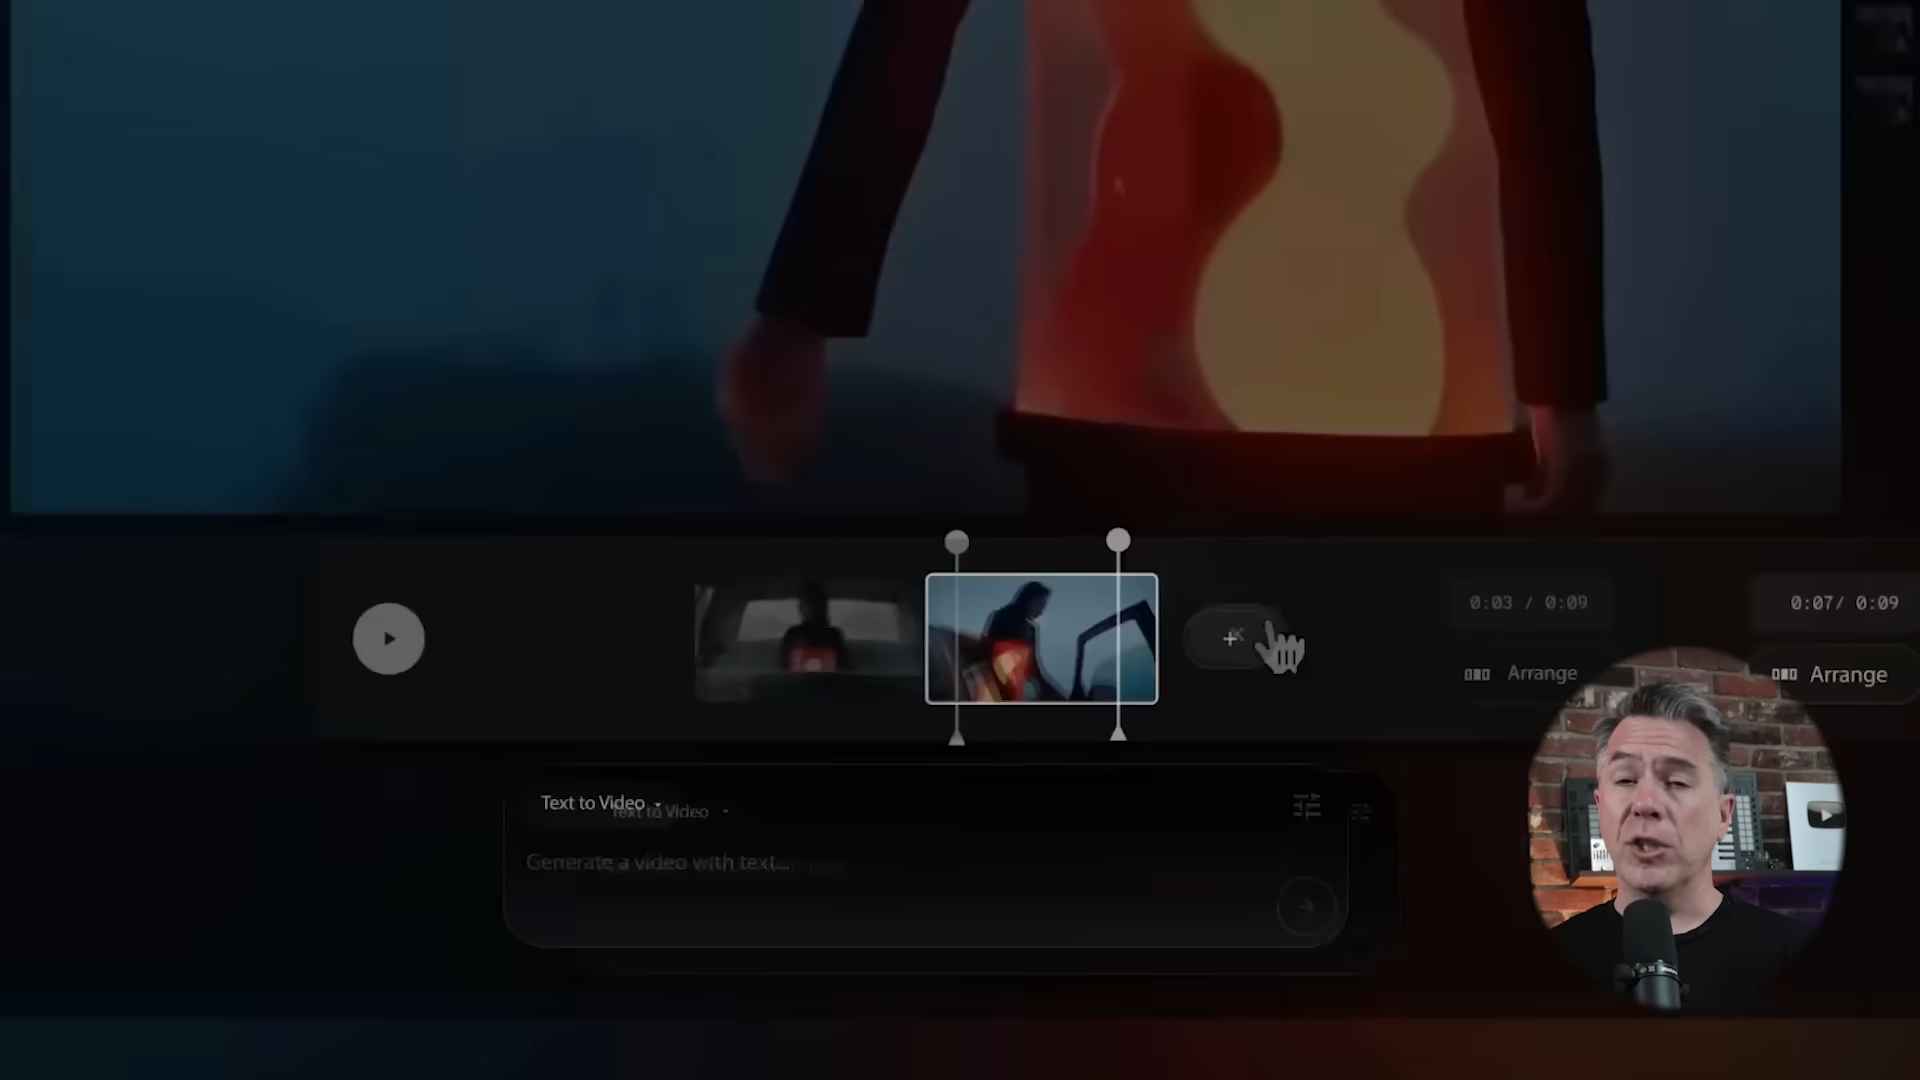 0:03 / 0:09
0:07/ 0:09
Arrange
Arrange
Text to Video
Text to Video
Generate a video with text...